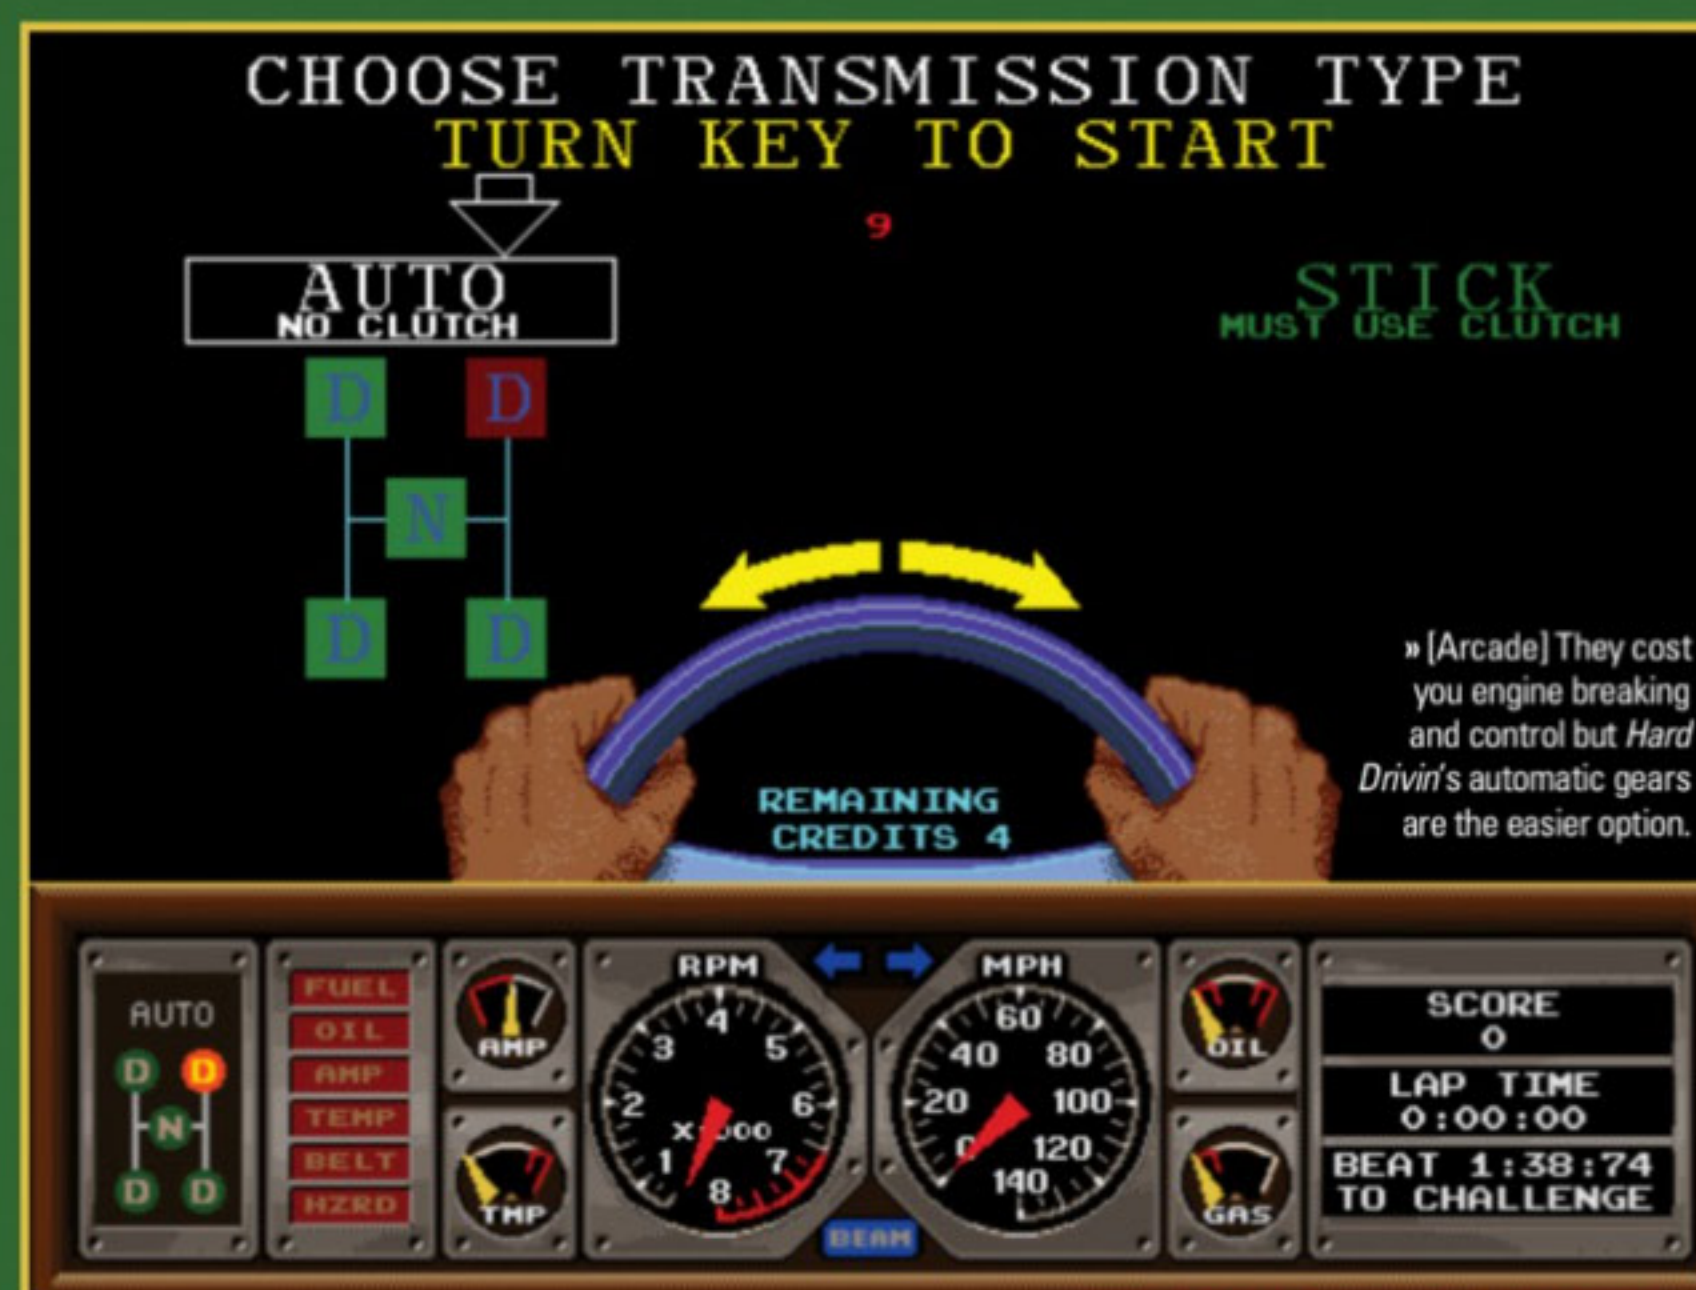 CHOOSE TRANSMISSION TYPE
TURN KEY TO START
9
AUTO
NO CLUTCH
STICK
MUST USE CLUTCH
D D
N
D D
» [Arcade] They cost
you engine breaking
and control but Hard
Drivin's automatic gears
are the easier option.
REMAINING
CREDITS 4
AUTO
D D
N
D D
FUEL
OIL
AMP
TEMP
BELT
HZRD
AMP
TMP
RPM
1 2 3 4 5 6 7 8
X1000
BEAM
MPH
0 20 40 60 80 100 120 140
OIL
GAS
SCORE
0
LAP TIME
0:00:00
BEAT 1:38:74
TO CHALLENGE